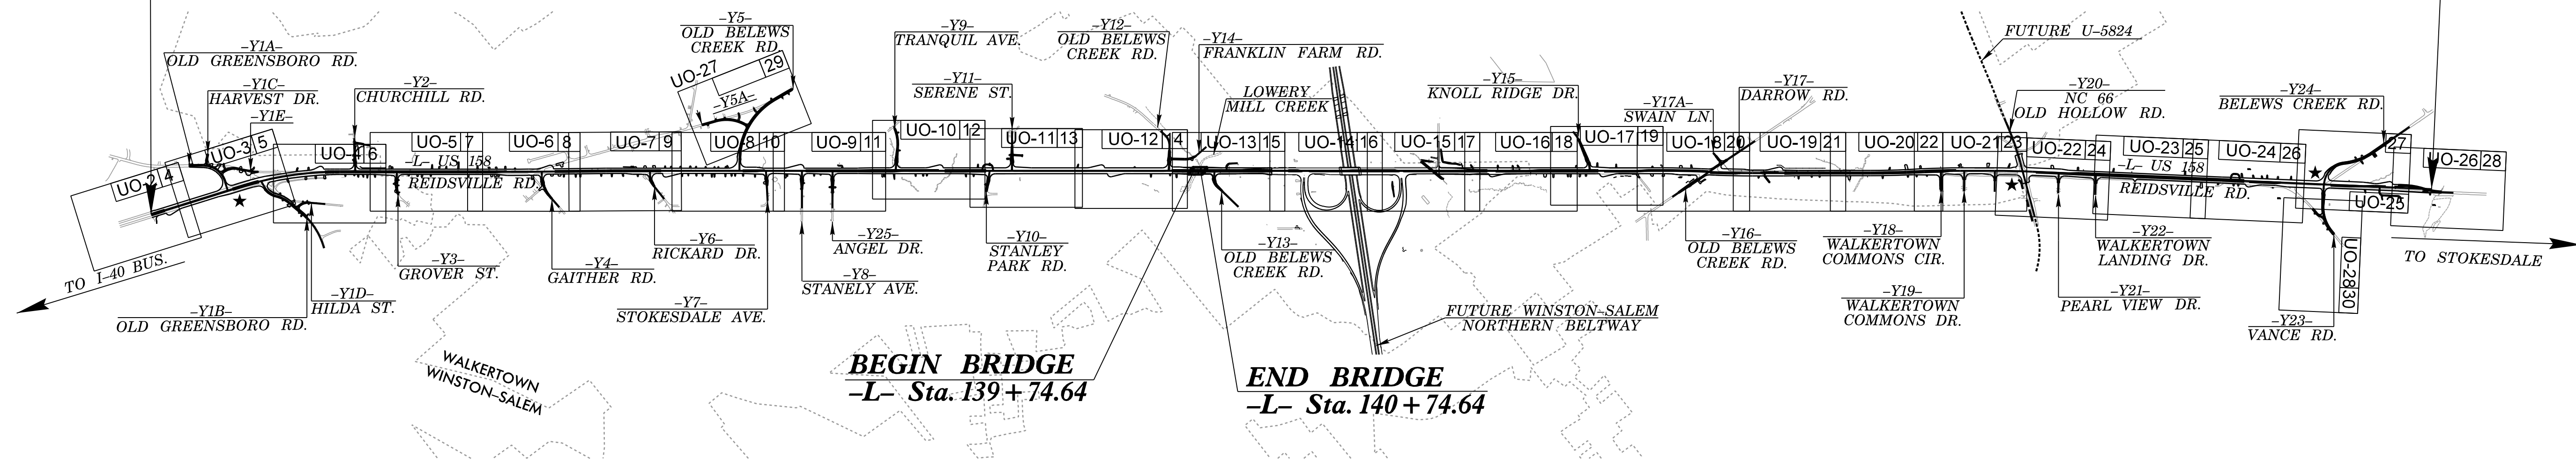 –Y1A–
OLD GREENSBORO RD.
–Y1C–
HARVEST DR.
–Y1E–
–Y2–
CHURCHILL RD.
–Y5–
OLD BELEWS
CREEK RD.
UO-27 29
–Y5A–
–Y9–
TRANQUIL AVE.
–Y11–
SERENE ST.
–Y12–
OLD BELEWS
CREEK RD.
–Y14–
FRANKLIN FARM RD.
LOWERY
MILL CREEK
–Y15–
KNOLL RIDGE DR.
–Y17A–
SWAIN LN.
–Y17–
DARROW RD.
FUTURE U–5824
–Y20–
NC 66
OLD HOLLOW RD.
–Y24–
BELEWS CREEK RD.
UO-2 4
UO-3 5
UO-4 6
UO-5 7
UO-6 8
UO-7 9
UO-8 10
UO-9 11
UO-10 12
UO-11 13
UO-12 14
UO-13 15
UO-14 16
UO-15 17
UO-16 18
UO-17 19
UO-18 20
UO-19 21
UO-20 22
UO-21 23
UO-22 24
UO-23 25
UO-24 26
27
UO-25
UO-26 28
UO-28 30
–L– US 158
REIDSVILLE RD.
–L– US 158
REIDSVILLE RD.
TO I–40 BUS.
TO STOKESDALE
–Y1B–
OLD GREENSBORO RD.
–Y1D–
HILDA ST.
–Y3–
GROVER ST.
–Y4–
GAITHER RD.
–Y6–
RICKARD DR.
–Y7–
STOKESDALE AVE.
–Y8–
STANELY AVE.
–Y25–
ANGEL DR.
–Y10–
STANLEY
PARK RD.
–Y13–
OLD BELEWS
CREEK RD.
–Y16–
OLD BELEWS
CREEK RD.
–Y18–
WALKERTOWN
COMMONS CIR.
–Y19–
WALKERTOWN
COMMONS DR.
–Y22–
WALKERTOWN
LANDING DR.
–Y21–
PEARL VIEW DR.
–Y23–
VANCE RD.
FUTURE WINSTON–SALEM
NORTHERN BELTWAY
WALKERTOWN
WINSTON–SALEM
BEGIN BRIDGE
–L– Sta. 139 + 74.64
END BRIDGE
–L– Sta. 140 + 74.64